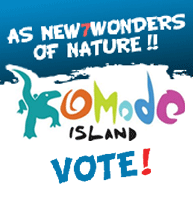 AS NEW7WONDERS
OF NATURE !!
KOMODO
ISLAND
VOTE!